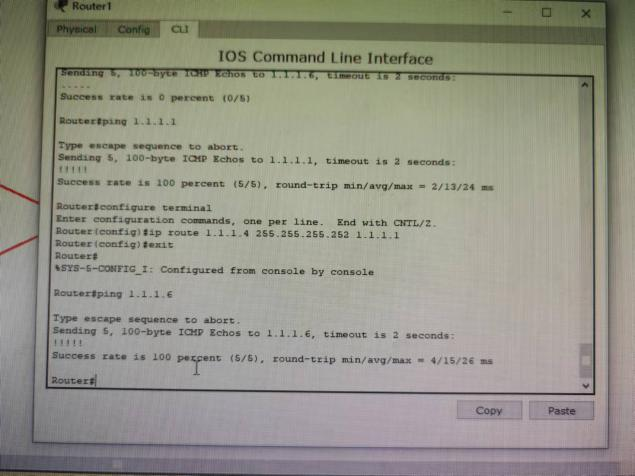 Router1
Physical Config CLI
IOS Command Line Interface
Sending 5, 100-byte ICMP Echos to 1.1.1.6, timeout is 2 seconds:
.....
Success rate is 0 percent (0/5)
Router#ping 1.1.1.1
Type escape sequence to abort.
Sending 5, 100-byte ICMP Echos to 1.1.1.1, timeout is 2 seconds:
!!!!!
Success rate is 100 percent (5/5), round-trip min/avg/max = 2/13/24 ms
Router#configure terminal
Enter configuration commands, one per line.  End with CNTL/Z.
Router(config)#ip route 1.1.1.4 255.255.255.252 1.1.1.1
Router(config)#exit
Router#
%SYS-5-CONFIG_I: Configured from console by console
Router#ping 1.1.1.6
Type escape sequence to abort.
Sending 5, 100-byte ICMP Echos to 1.1.1.6, timeout is 2 seconds:
!!!!!
Success rate is 100 percent (5/5), round-trip min/avg/max = 4/15/26 ms
Router#
Copy Paste